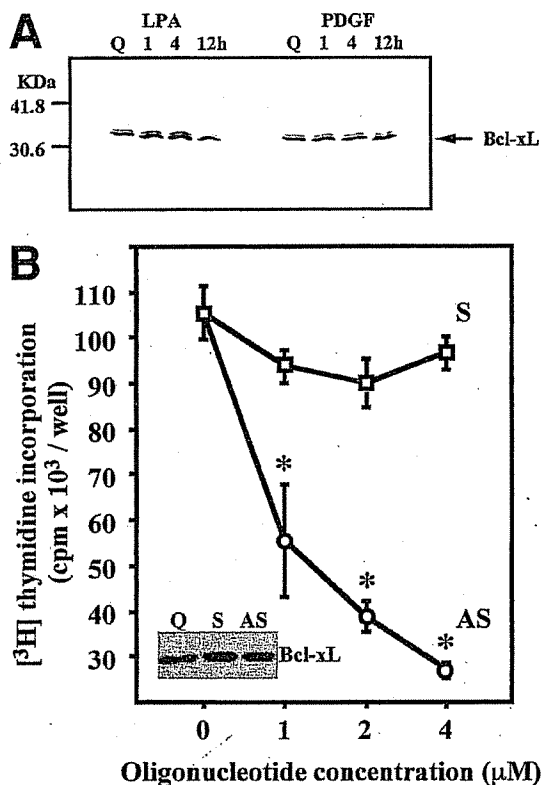 A
LPA PDGF
Q 1 4 12h Q 1 4 12h
KDa
41.8
30.6
Bcl-xL
B
[³H] thymidine incorporation
(cpm x 10³ / well)
110
100
90
80
70
60
50
40
30
S
*
*
*
AS
Q S AS
Bcl-xL
0 1 2 4
Oligonucleotide concentration (µM)